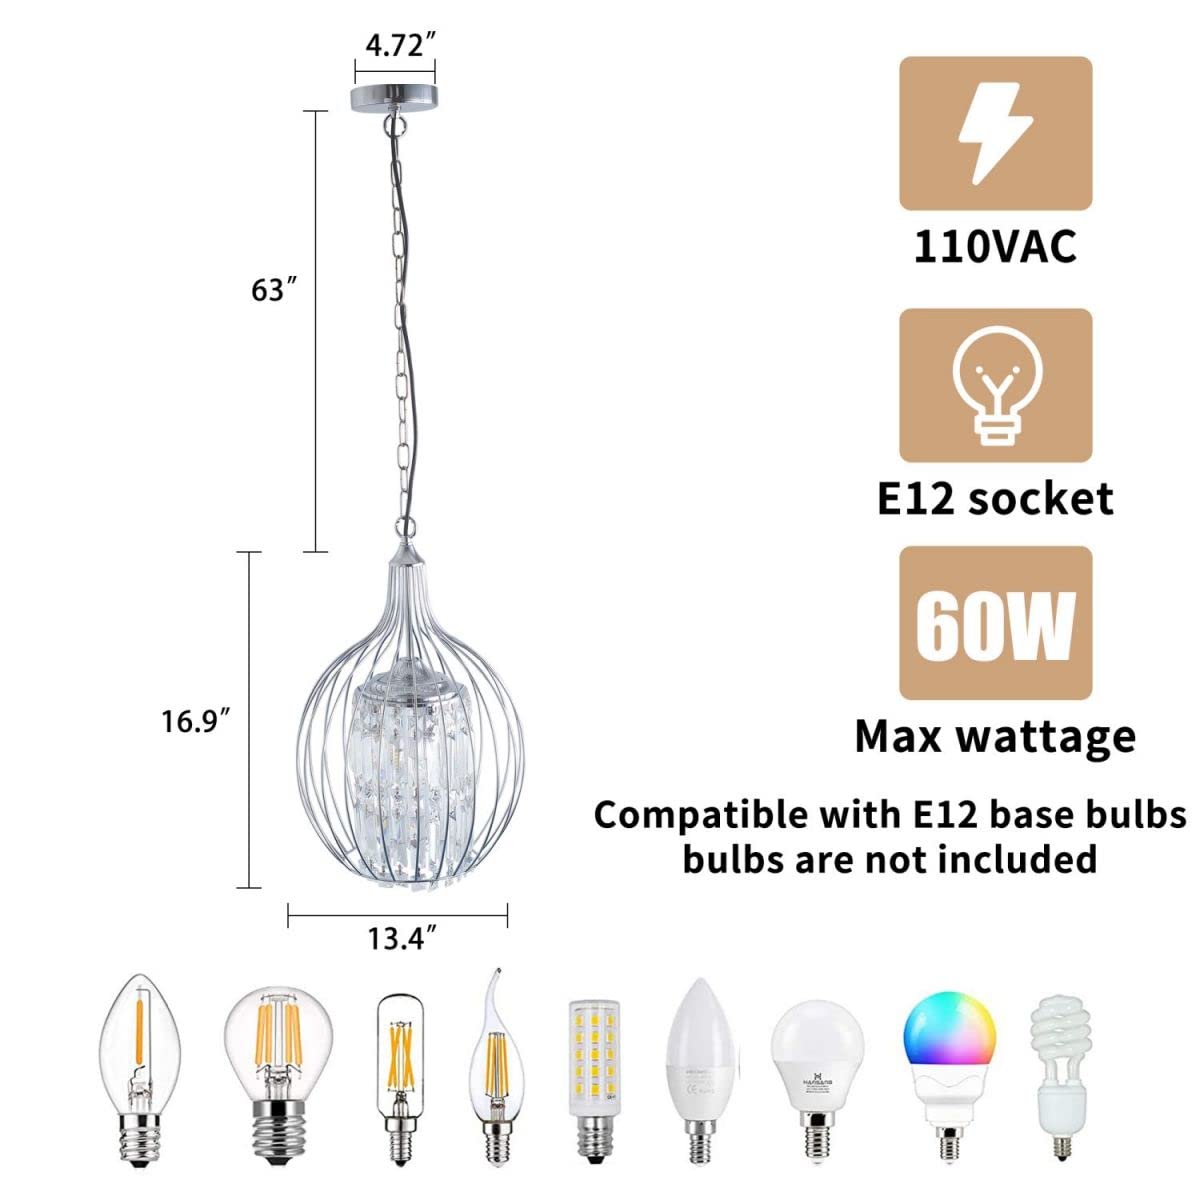 4.72”
63”
16.9”
13.4”
110VAC
E12 socket
60W
Max wattage
Compatible with E12 base bulbs
bulbs are not included
HANSANG